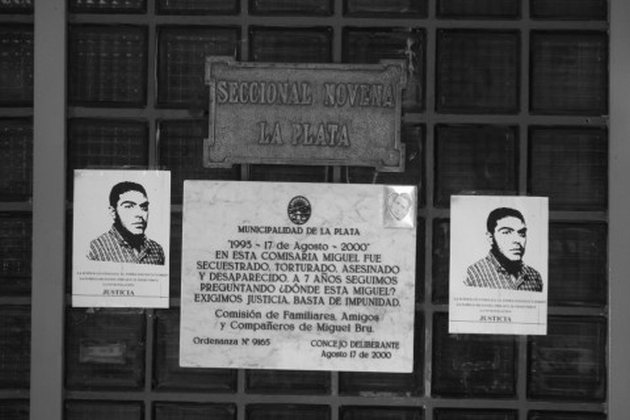 SECCIONAL NOVENA
LA PLATA
MUNICIPALIDAD DE LA PLATA
"1993 - 17 de Agosto - 2000"
EN ESTA COMISARIA MIGUEL FUE
SECUESTRADO, TORTURADO, ASESINADO
Y DESAPARECIDO. A 7 AÑOS SEGUIMOS
PREGUNTANDO ¿DÓNDE ESTA MIGUEL?
EXIGIMOS JUSTICIA. BASTA DE IMPUNIDAD.
Comisión de Familiares, Amigos
y Compañeros de Miguel Bru.
Ordenanza Nº 9165
CONCEJO DELIBERANTE
Agosto 17 de 2000
JUSTICIA
JUSTICIA